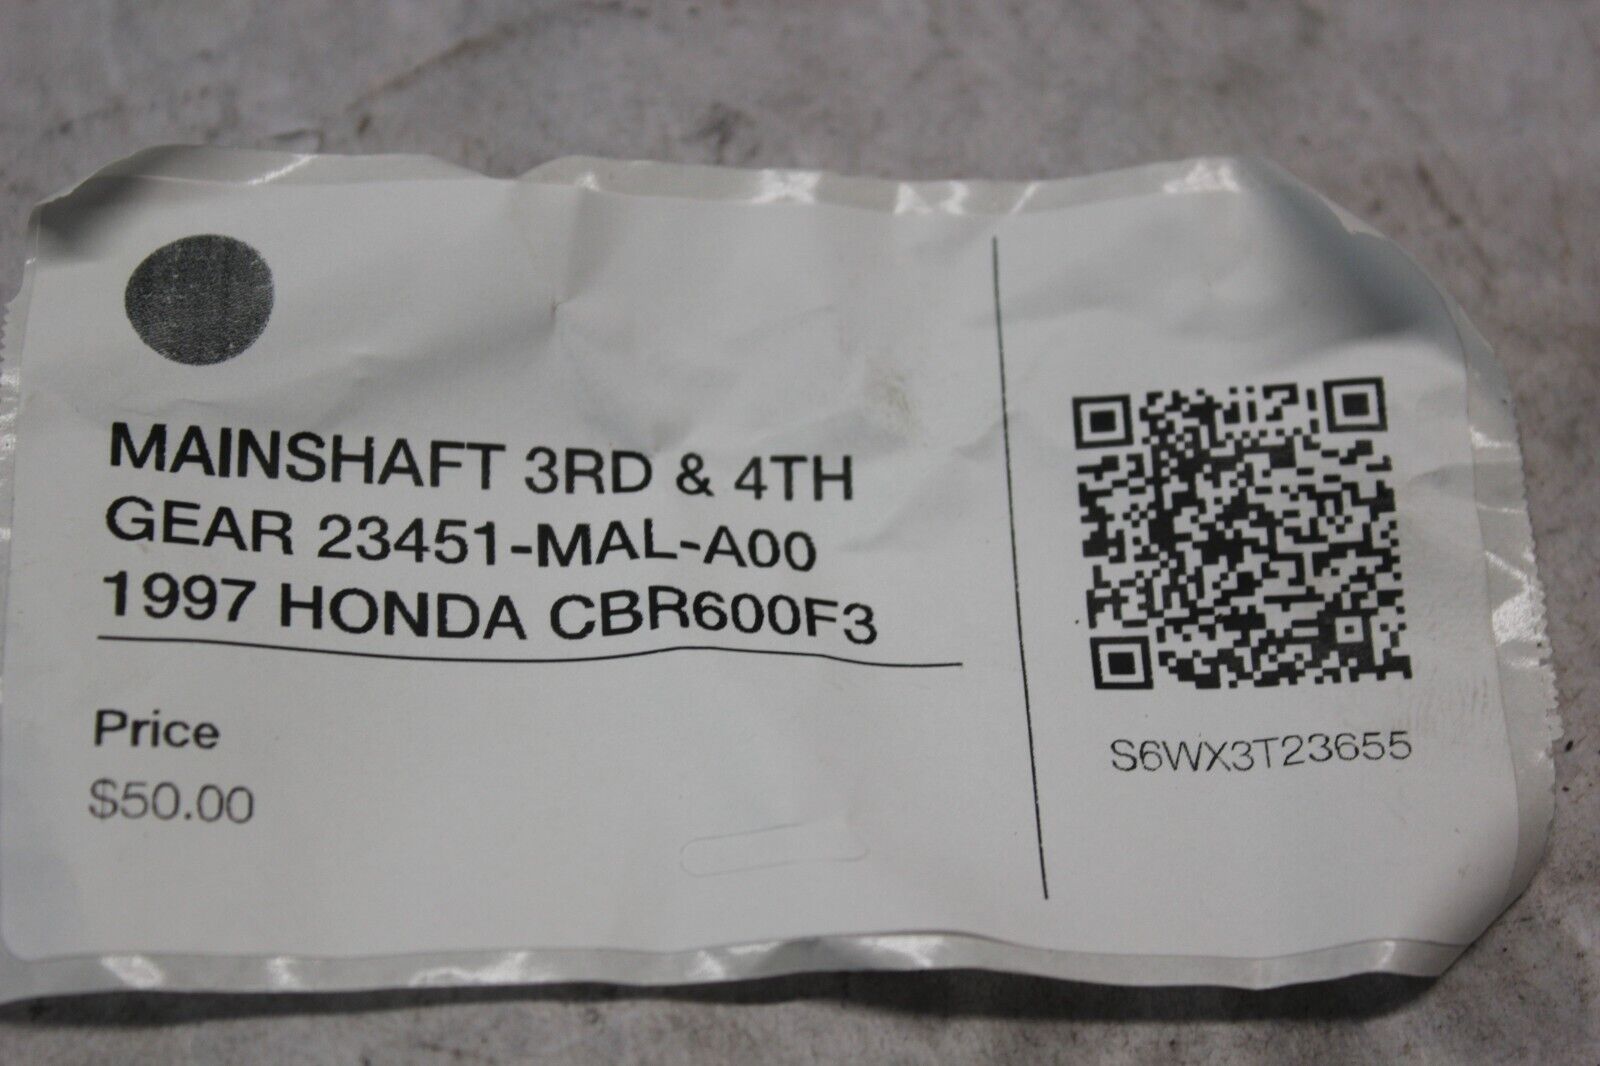 MAINSHAFT 3RD & 4TH
GEAR 23451-MAL-A00
1997 HONDA CBR600F3
Price
$50.00
S6WX3T23655